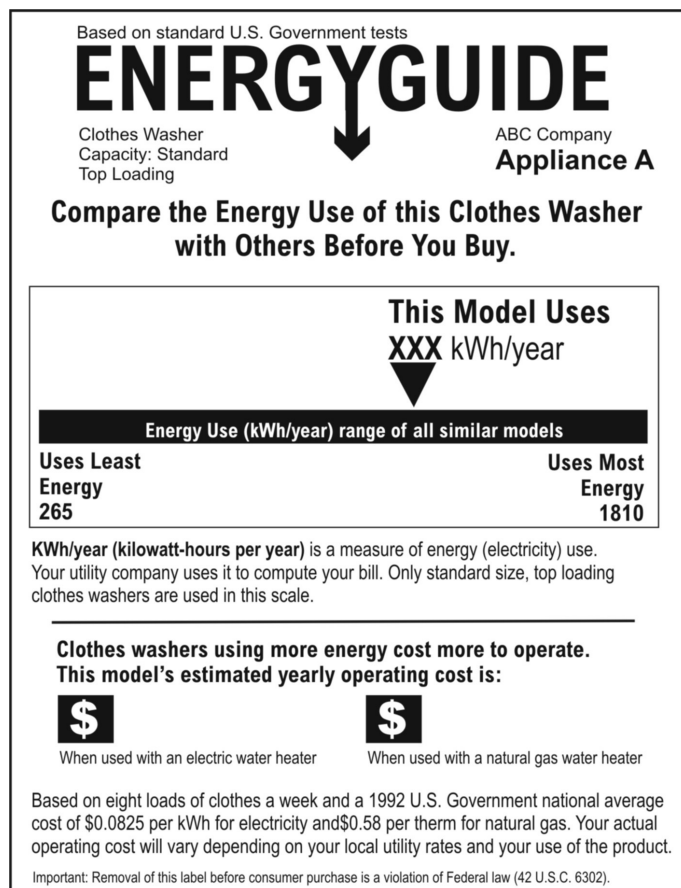 Based on standard U.S. Government tests
ENERGYGUIDE
Clothes Washer
Capacity: Standard
Top Loading
ABC Company
Appliance A
Compare the Energy Use of this Clothes Washer
with Others Before You Buy.
This Model Uses
XXX kWh/year
Energy Use (kWh/year) range of all similar models
Uses Least
Energy
265
Uses Most
Energy
1810
KWh/year (kilowatt-hours per year) is a measure of energy (electricity) use.
Your utility company uses it to compute your bill. Only standard size, top loading
clothes washers are used in this scale.
Clothes washers using more energy cost more to operate.
This model's estimated yearly operating cost is:
$
When used with an electric water heater
$
When used with a natural gas water heater
Based on eight loads of clothes a week and a 1992 U.S. Government national average
cost of $0.0825 per kWh for electricity and$0.58 per therm for natural gas. Your actual
operating cost will vary depending on your local utility rates and your use of the product.
Important: Removal of this label before consumer purchase is a violation of Federal law (42 U.S.C. 6302).